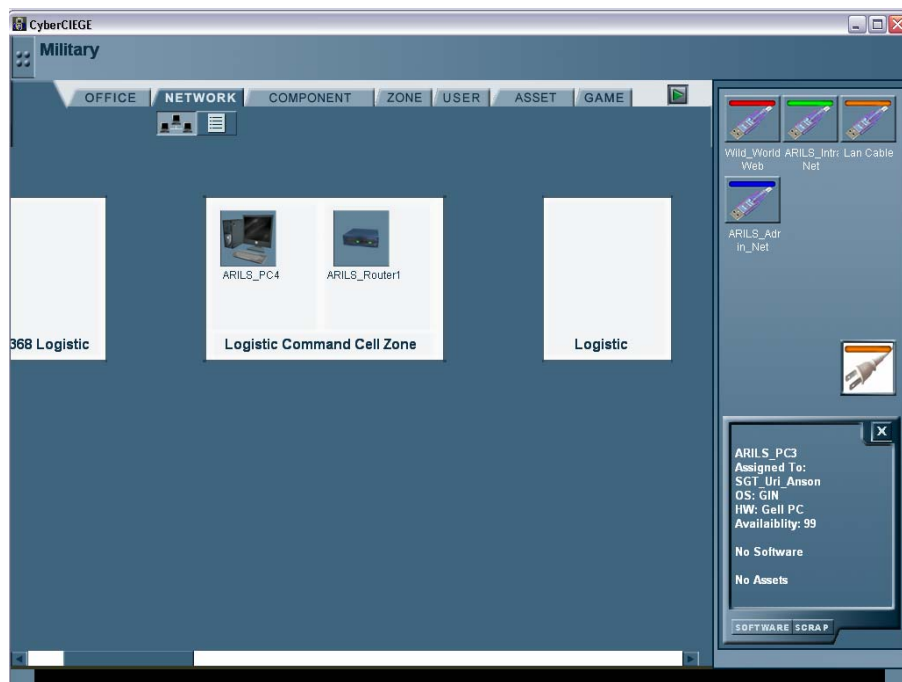 CyberCIEGE
Military
OFFICE NETWORK COMPONENT ZONE USER ASSET GAME
Wild_World Web
ARILS_Intra Net
Lan Cable
ARILS_Adr in_Net
ARILS_PC4
ARILS_Router1
368 Logistic
Logistic Command Cell Zone
Logistic
X
ARILS_PC3
Assigned To:
SGT_Uri_Anson
OS: GIN
HW: Gell PC
Availaiblity: 99
No Software
No Assets
SOFTWARE SCRAP